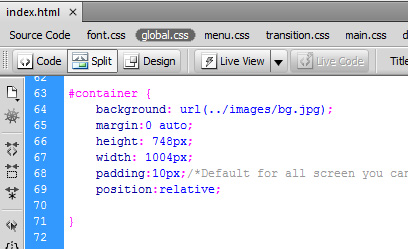 index.html ×
Source Code font.css global.css menu.css transition.css main.css d
Code Split Design Live View Live Code Title
62
63 #container {
64 background: url(../images/bg.jpg);
65 margin:0 auto;
66 height: 748px;
67 width: 1004px;
68 padding:10px;/*Default for all screen you can
69 position:relative;
70
71 }
72